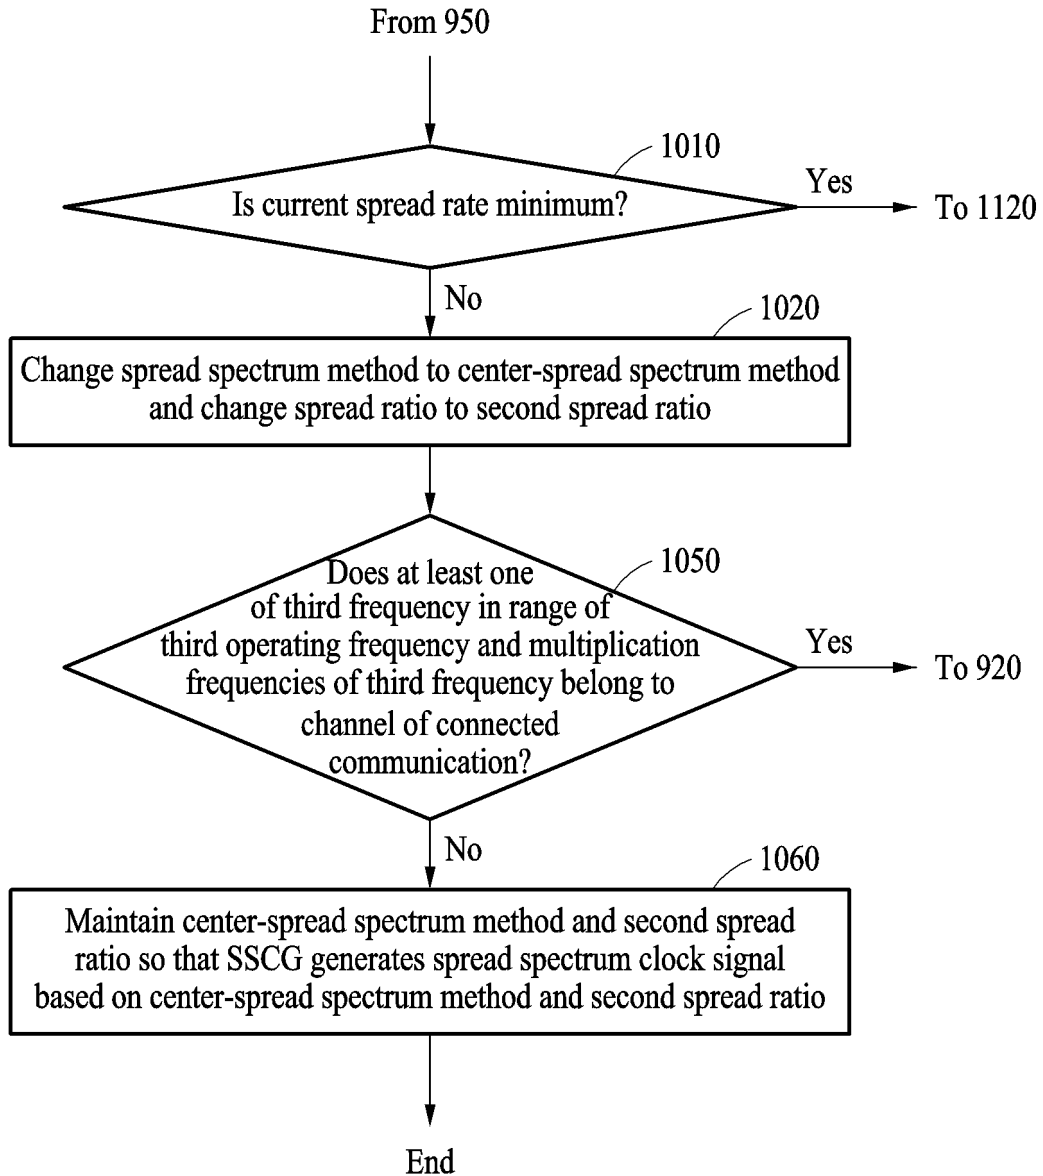 From 950
1010
Is current spread rate minimum?
Yes
To 1120
No
1020
Change spread spectrum method to center-spread spectrum method
and change spread ratio to second spread ratio
1050
Does at least one
of third frequency in range of
third operating frequency and multiplication
frequencies of third frequency belong to
channel of connected
communication?
Yes
To 920
No
1060
Maintain center-spread spectrum method and second spread
ratio so that SSCG generates spread spectrum clock signal
based on center-spread spectrum method and second spread ratio
End